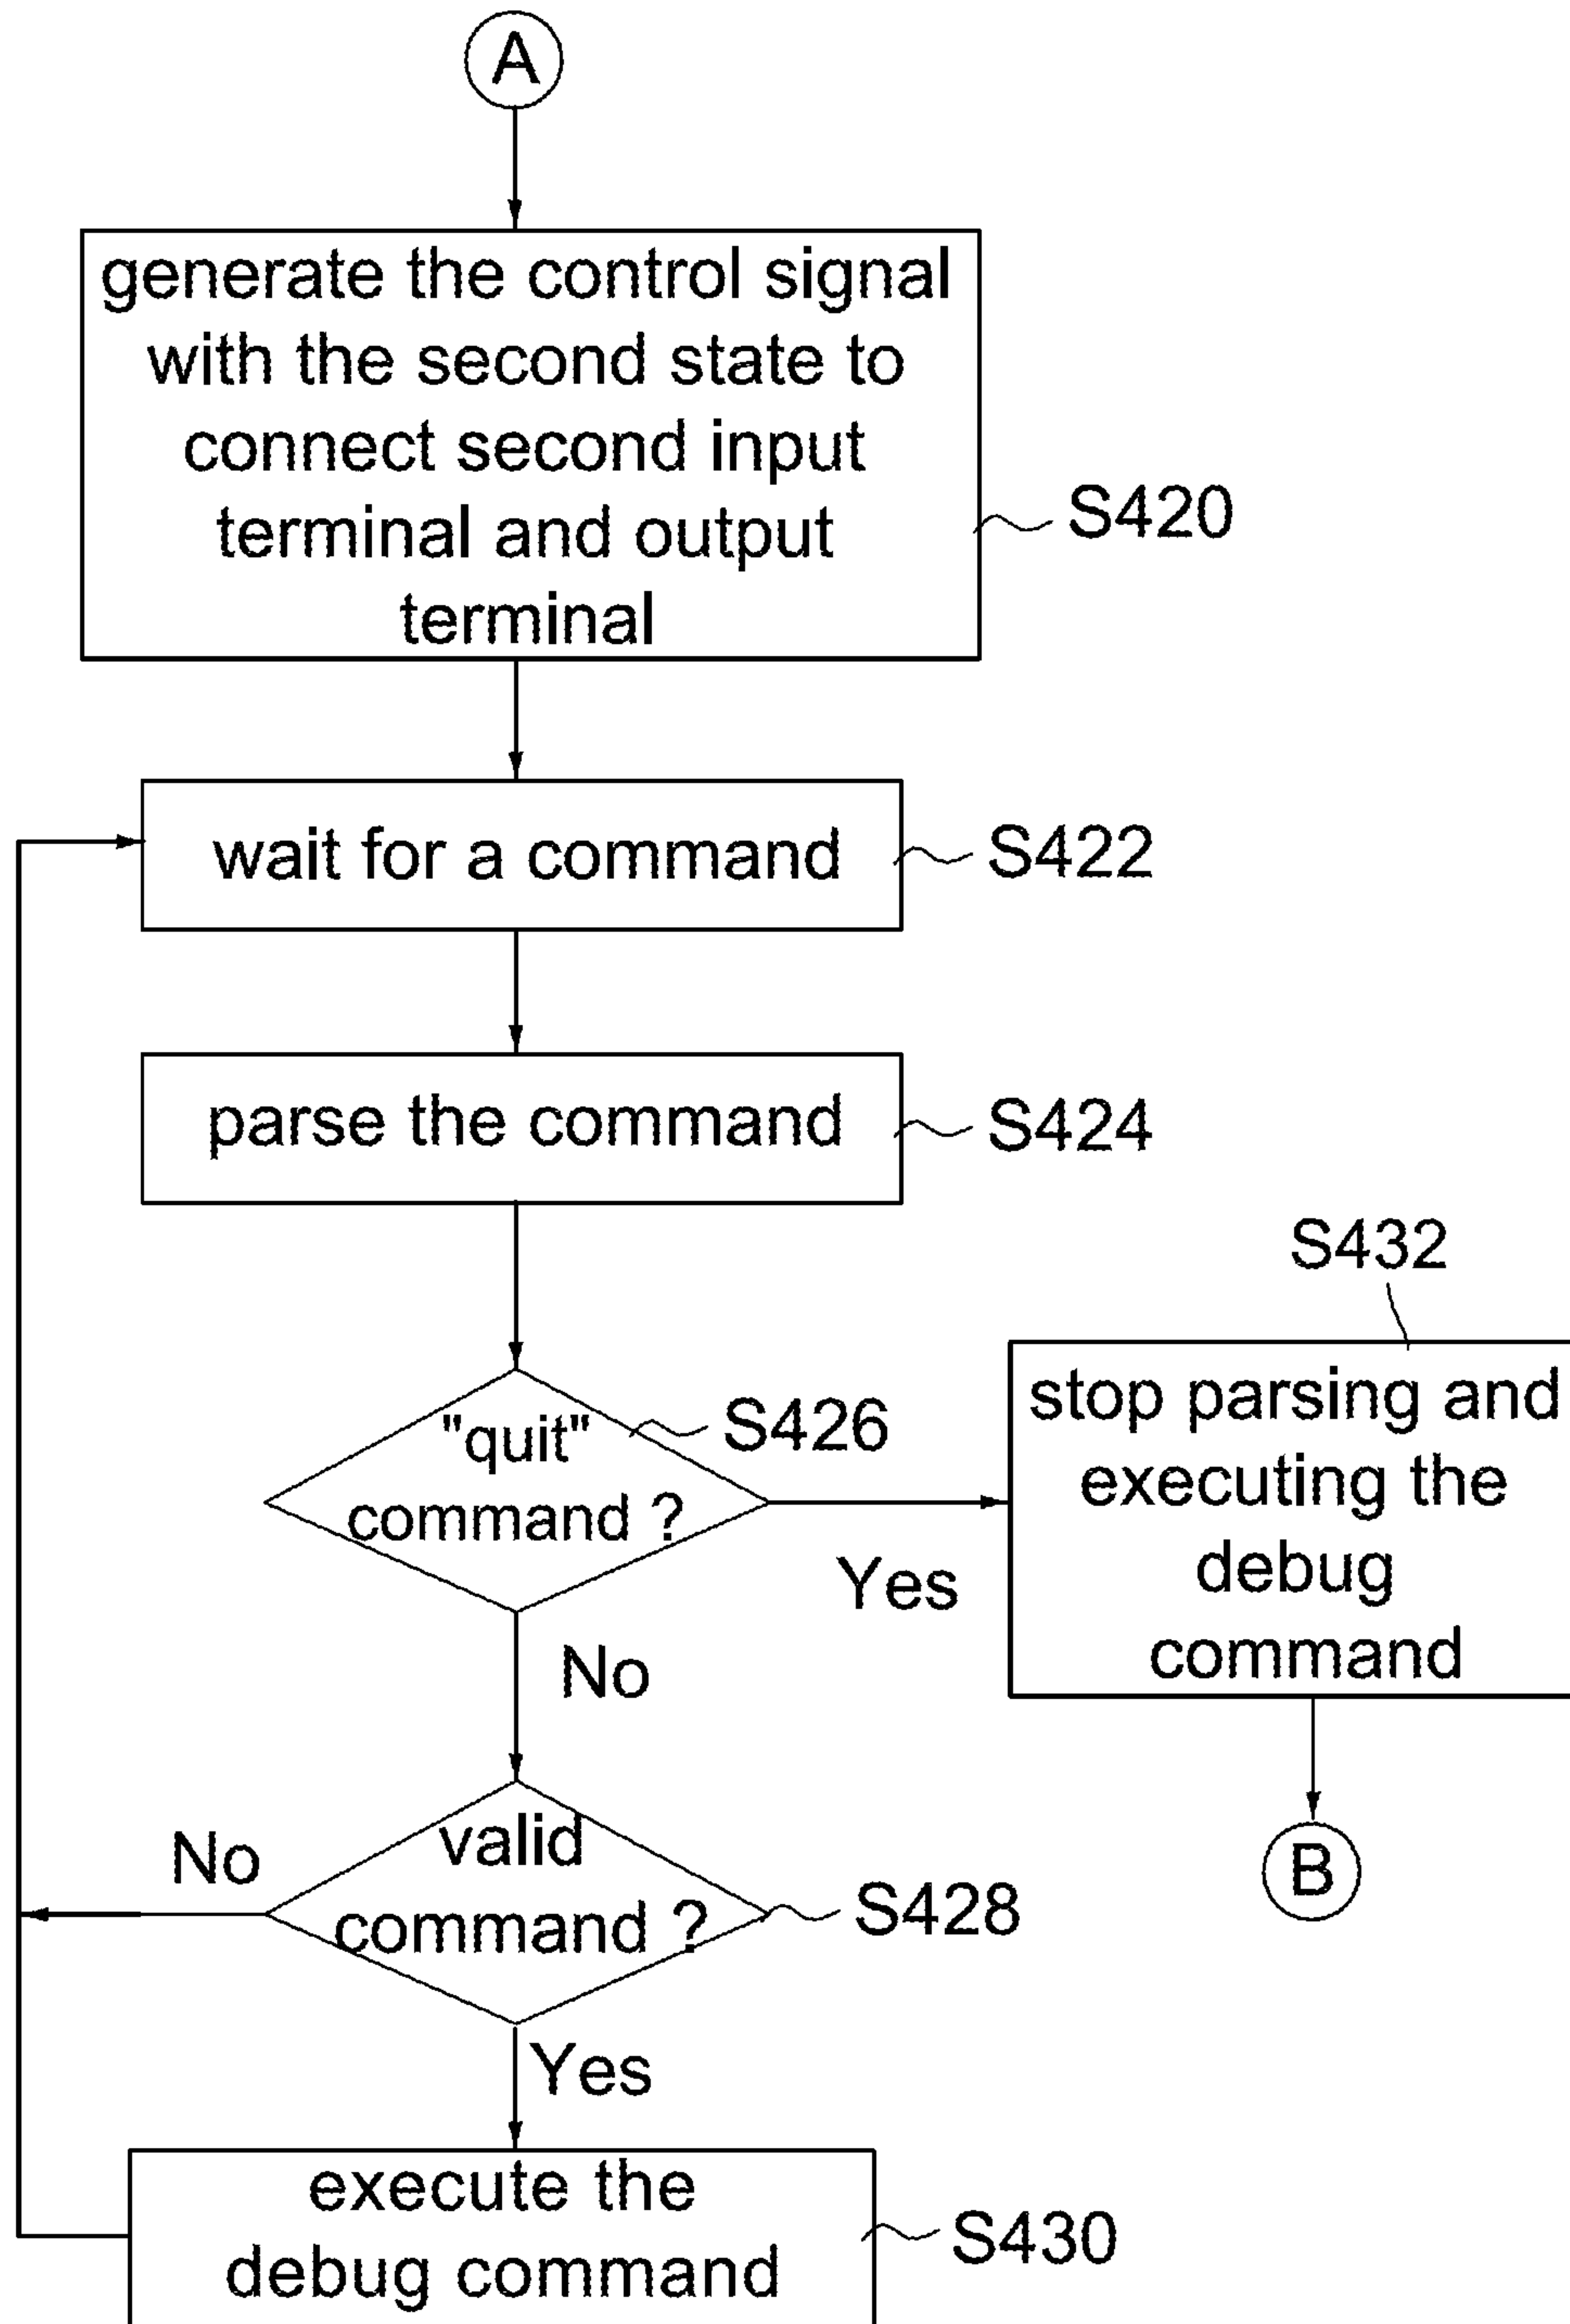 A
generate the control signal
with the second state to
connect second input
terminal and output
terminal
S420
wait for a command
S422
parse the command
S424
"quit"
command ?
S426
Yes
No
S432
stop parsing and
executing the
debug
command
B
valid
command ?
S428
No
Yes
execute the
debug command
S430